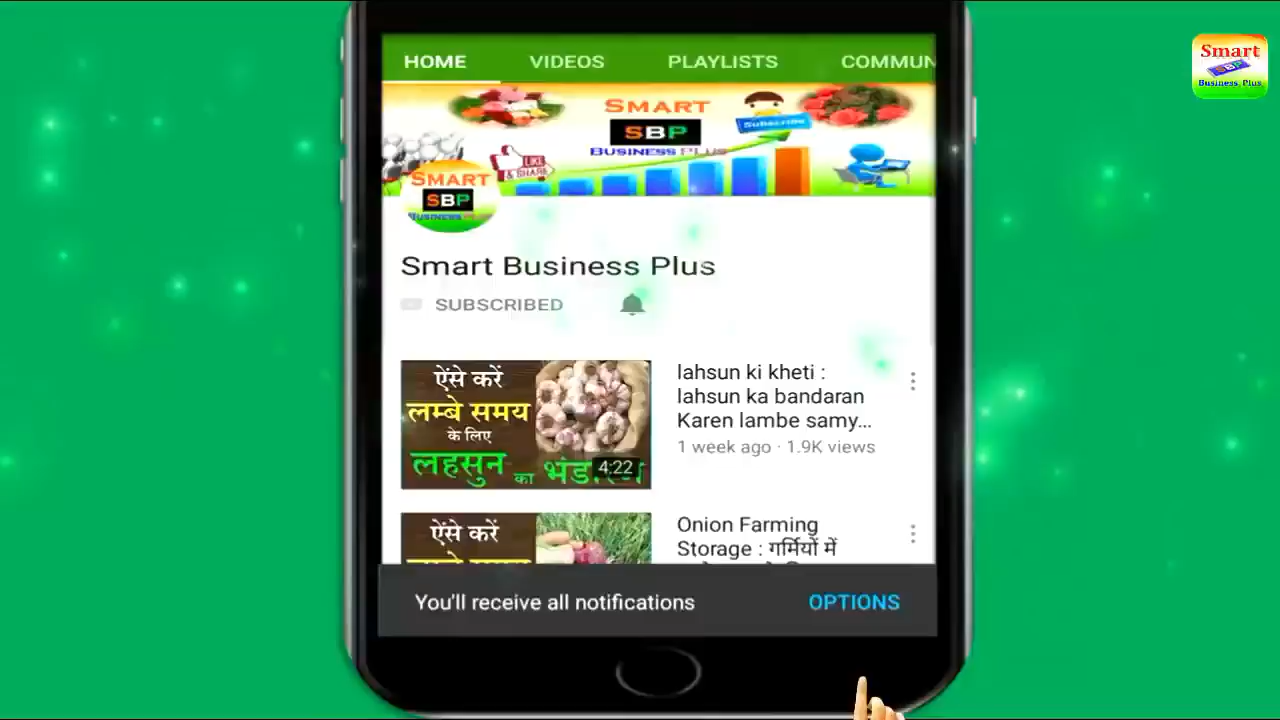 HOME VIDEOS PLAYLISTS COMMUN
Smart
SBP
Business Plus
SMART
SBP
BUSINESS PLUS
Subscribe
LIKE
& SHARE
SMART
SBP
BUSINESS PLUS
Smart Business Plus
SUBSCRIBED
ऐंसे करें
लम्बे समय
के लिए
लहसुन का
4:22
lahsun ki kheti :
lahsun ka bandaran
Karen lambe samy...
1 week ago · 1.9K views
ऐंसे करें
Onion Farming
Storage : गर्मियों में
You'll receive all notifications
OPTIONS